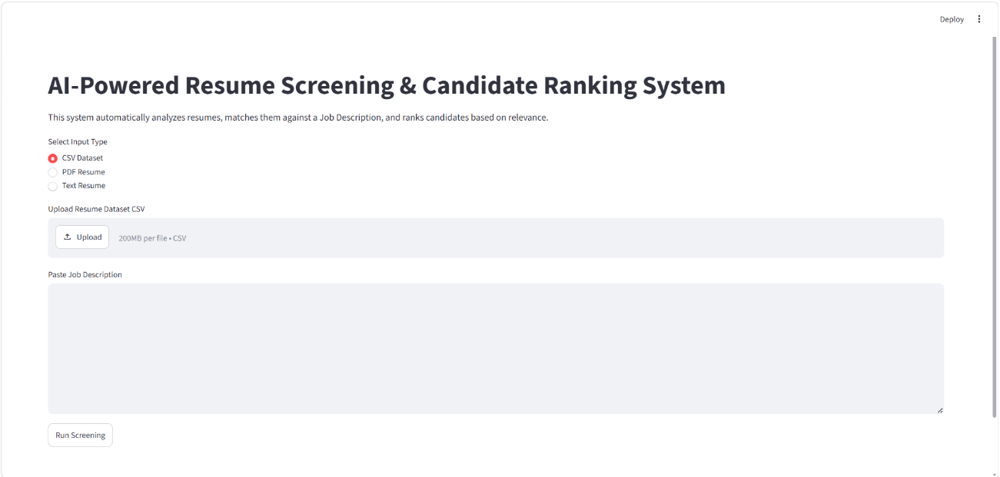 Deploy
AI-Powered Resume Screening & Candidate Ranking System
This system automatically analyzes resumes, matches them against a Job Description, and ranks candidates based on relevance.
Select Input Type
CSV Dataset
PDF Resume
Text Resume
Upload Resume Dataset CSV
Upload 200MB per file • CSV
Paste Job Description
Run Screening